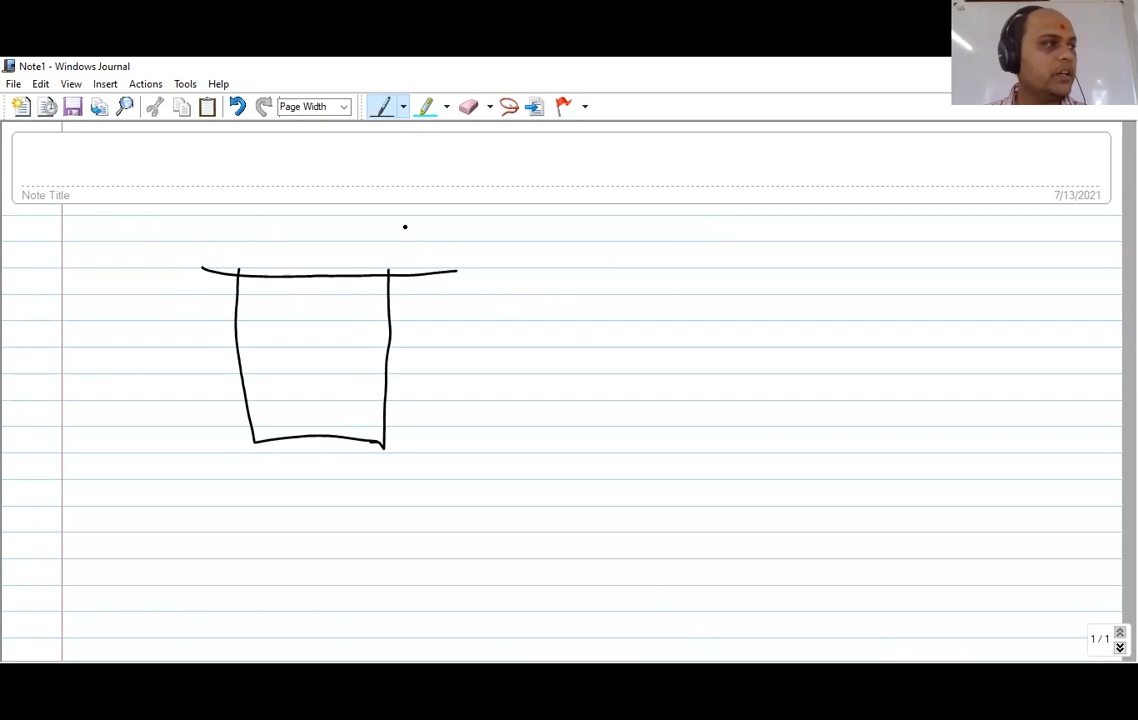 Note1 - Windows Journal
File Edit View Insert Actions Tools Help
Page Width
Note Title
7/13/2021
1 / 1